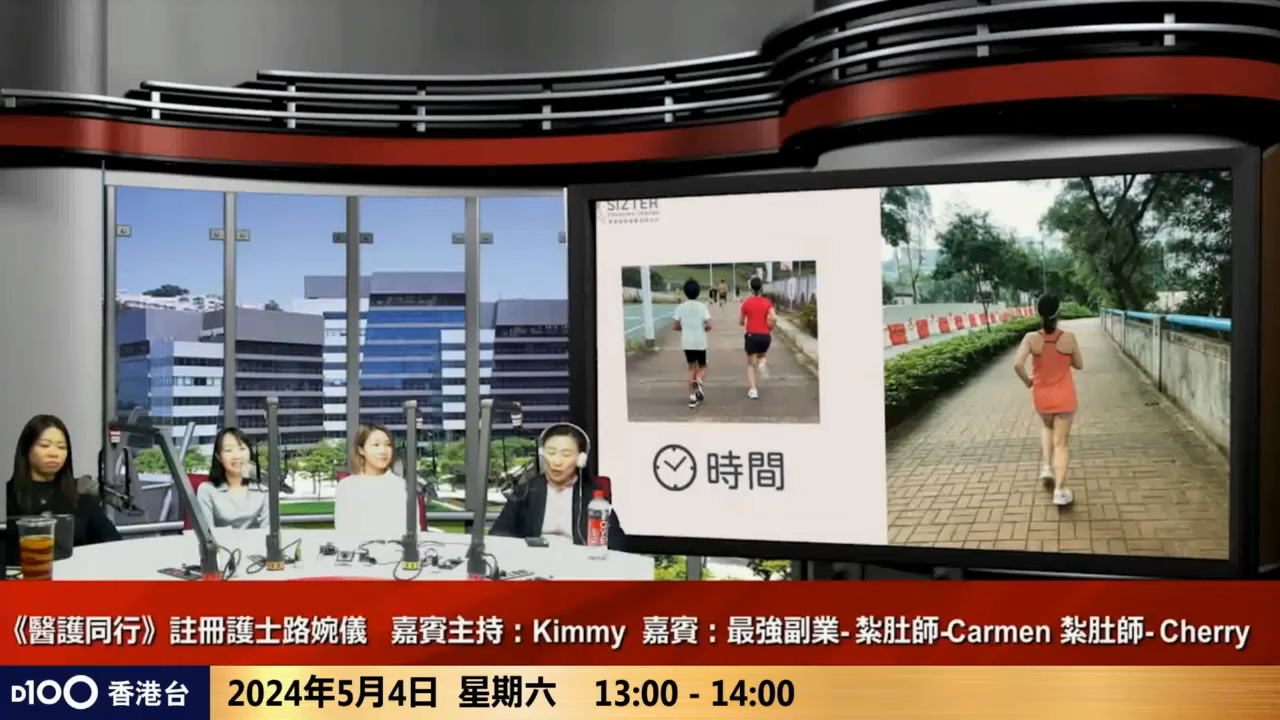 SIZTER
時間
《醫護同行》註冊護士路婉儀 嘉賓主持：Kimmy 嘉賓：最強副業-紮肚師-Carmen 紮肚師- Cherry
D100 香港台 2024年5月4日 星期六 13:00 - 14:00